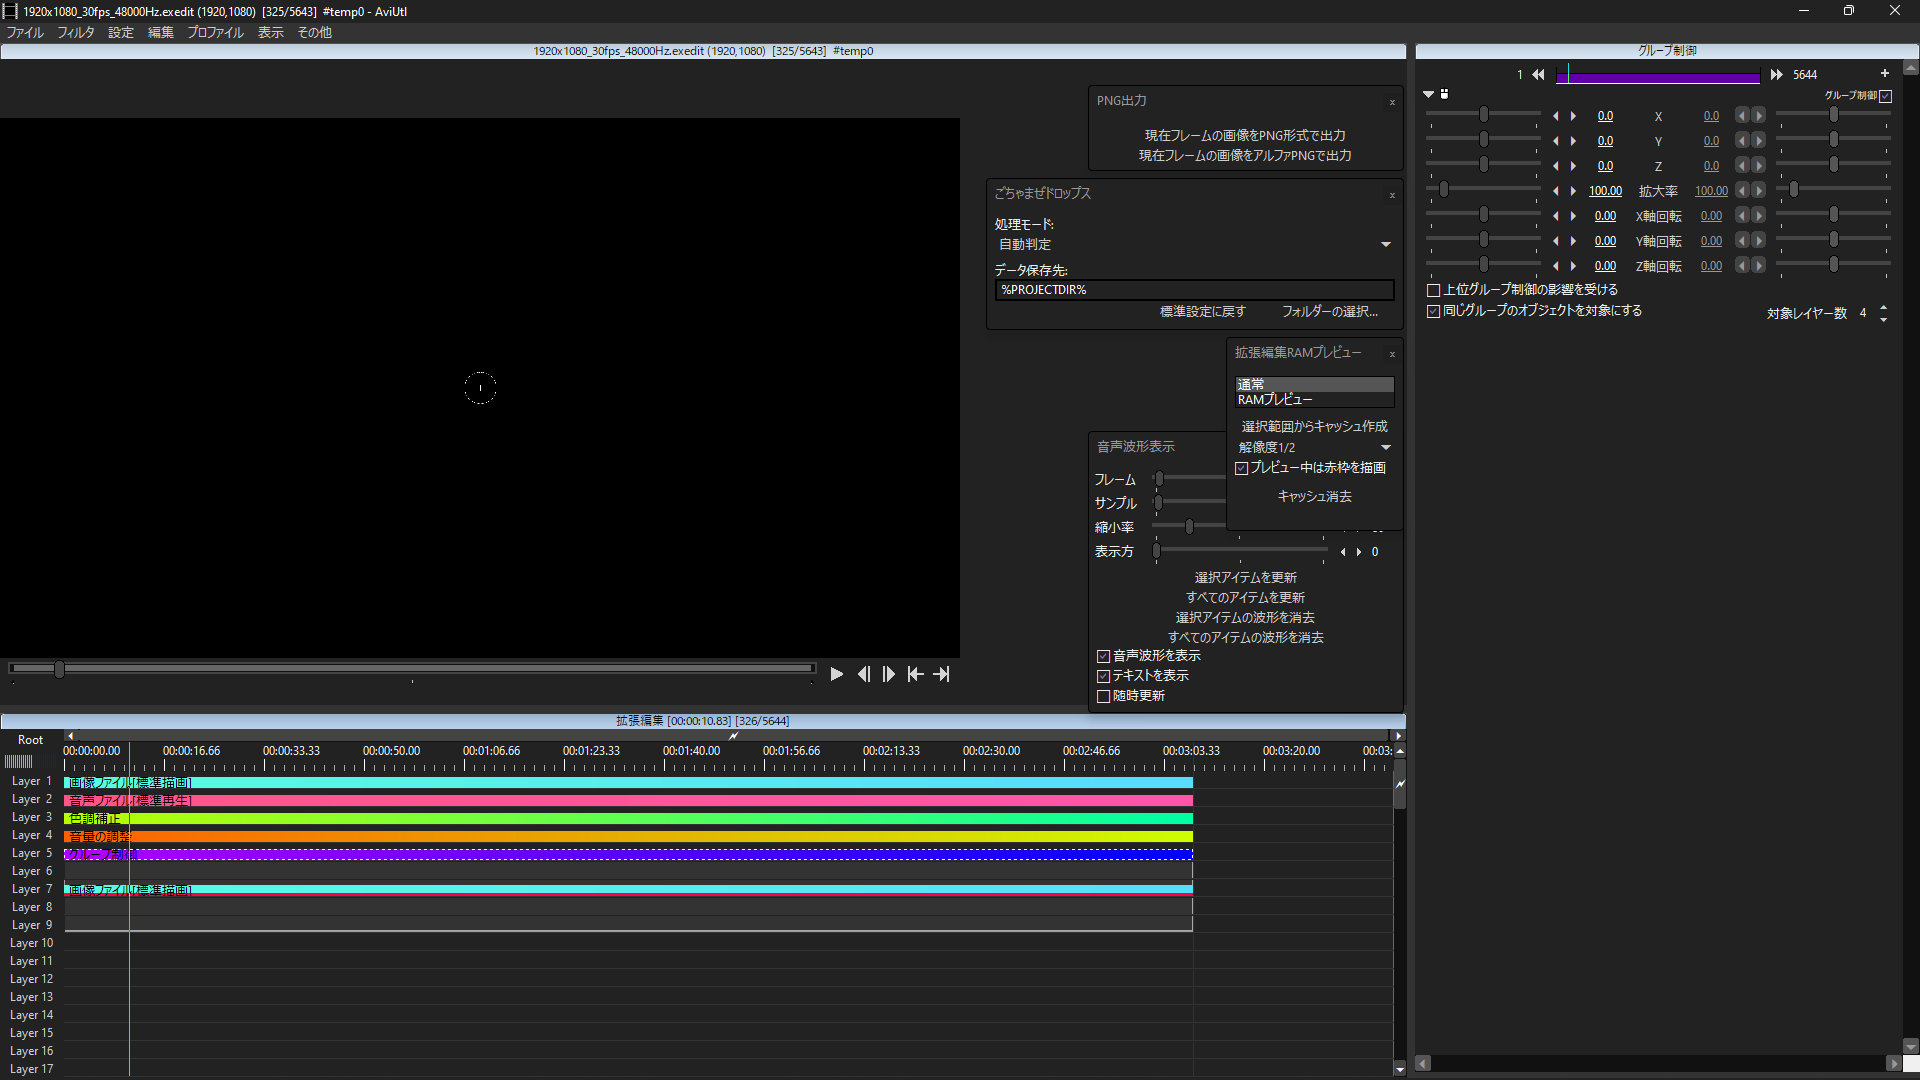 1920x1080_30fps_48000Hz.exedit (1920,1080)  [325/5643]  #temp0 - AviUtl
ファイル フィルタ 設定 編集 プロファイル 表示 その他
1920x1080_30fps_48000Hz.exedit (1920,1080)  [325/5643]  #temp0
PNG出力 x
現在フレームの画像をPNG形式で出力
現在フレームの画像をアルファPNGで出力
ごちゃまぜドロップス x
処理モード:
自動判定
データ保存先:
%PROJECTDIR%
標準設定に戻す フォルダーの選択...
拡張編集RAMプレビュー x
通常
RAMプレビュー
選択範囲からキャッシュ作成
解像度1/2
プレビュー中は赤枠を描画
キャッシュ消去
音声波形表示
フレーム
サンプル
縮小率
表示方 0
選択アイテムを更新
すべてのアイテムを更新
選択アイテムの波形を消去
すべてのアイテムの波形を消去
音声波形を表示
テキストを表示
随時更新
グループ制御
1 5644 +
グループ制御
0.0 X 0.0
0.0 Y 0.0
0.0 Z 0.0
100.00 拡大率 100.00
0.00 X軸回転 0.00
0.00 Y軸回転 0.00
0.00 Z軸回転 0.00
上位グループ制御の影響を受ける
同じグループのオブジェクトを対象にする
対象レイヤー数 4
拡張編集 [00:00:10.83] [326/5644]
Root
00:00:00.00 00:00:16.66 00:00:33.33 00:00:50.00 00:01:06.66 00:01:23.33 00:01:40.00 00:01:56.66 00:02:13.33 00:02:30.00 00:02:46.66 00:03:03.33 00:03:20.00 00:03:
Layer 1 画像ファイル[標準描画]
Layer 2 音声ファイル[標準再生]
Layer 3 色調補正
Layer 4 音量の調整
Layer 5 グループ制御
Layer 6
Layer 7 画像ファイル[標準描画]
Layer 8
Layer 9
Layer 10
Layer 11
Layer 12
Layer 13
Layer 14
Layer 15
Layer 16
Layer 17